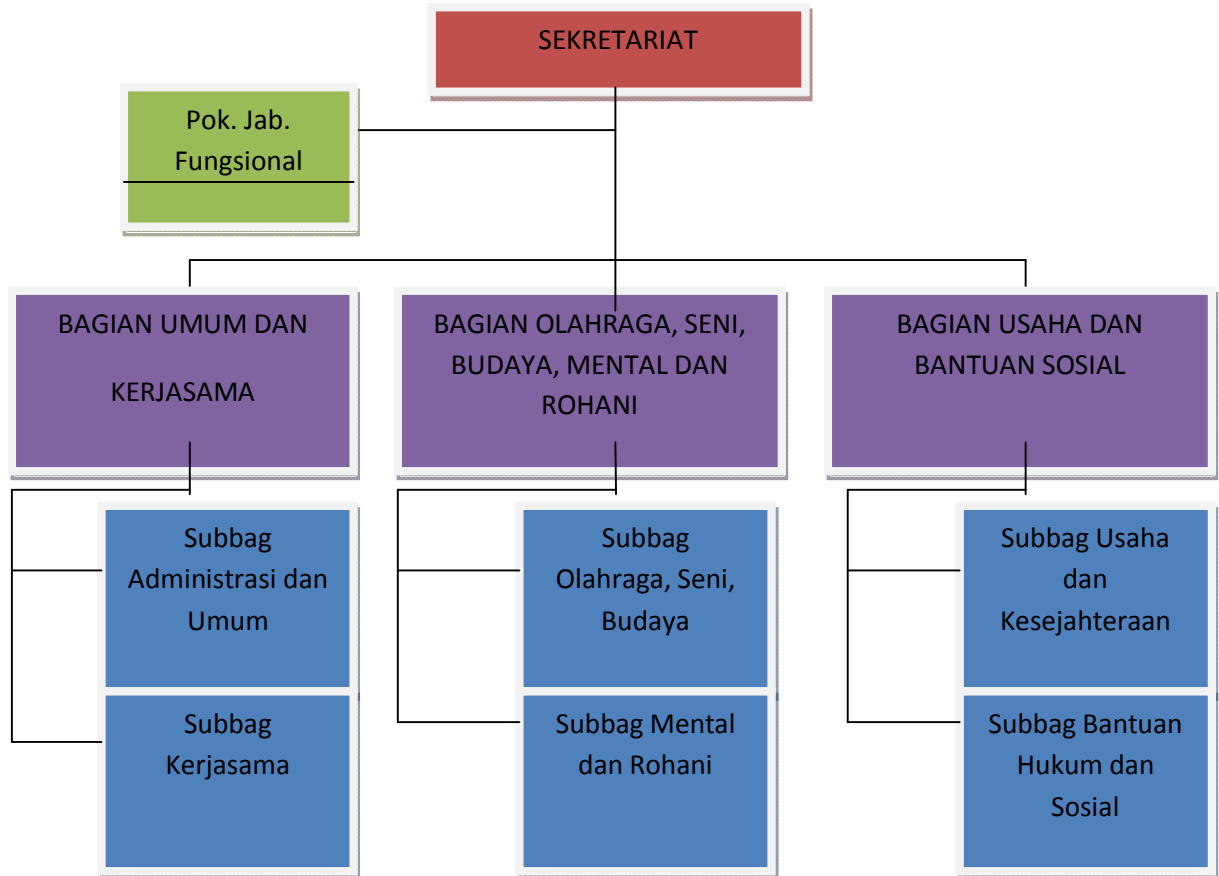 SEKRETARIAT
Pok. Jab.
Fungsional
BAGIAN UMUM DAN
KERJASAMA
BAGIAN OLAHRAGA, SENI,
BUDAYA, MENTAL DAN
ROHANI
BAGIAN USAHA DAN
BANTUAN SOSIAL
Subbag
Administrasi dan
Umum
Subbag
Olahraga, Seni,
Budaya
Subbag Usaha
dan
Kesejahteraan
Subbag
Kerjasama
Subbag Mental
dan Rohani
Subbag Bantuan
Hukum dan
Sosial